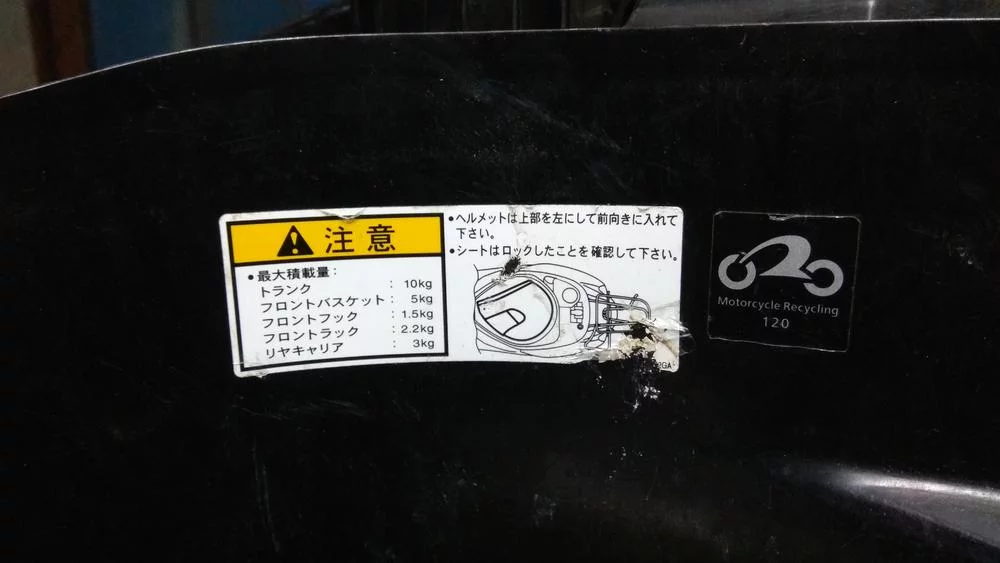 注意
●最大積載量:
トランク : 10kg
フロントバスケット: 5kg
フロントフック : 1.5kg
フロントラック : 2.2kg
リヤキャリア : 3kg
●ヘルメットは上部を左にして前向きに入れて
下さい。
●シートはロックしたことを確認して下さい。
2GA
Motorcycle Recycling
120